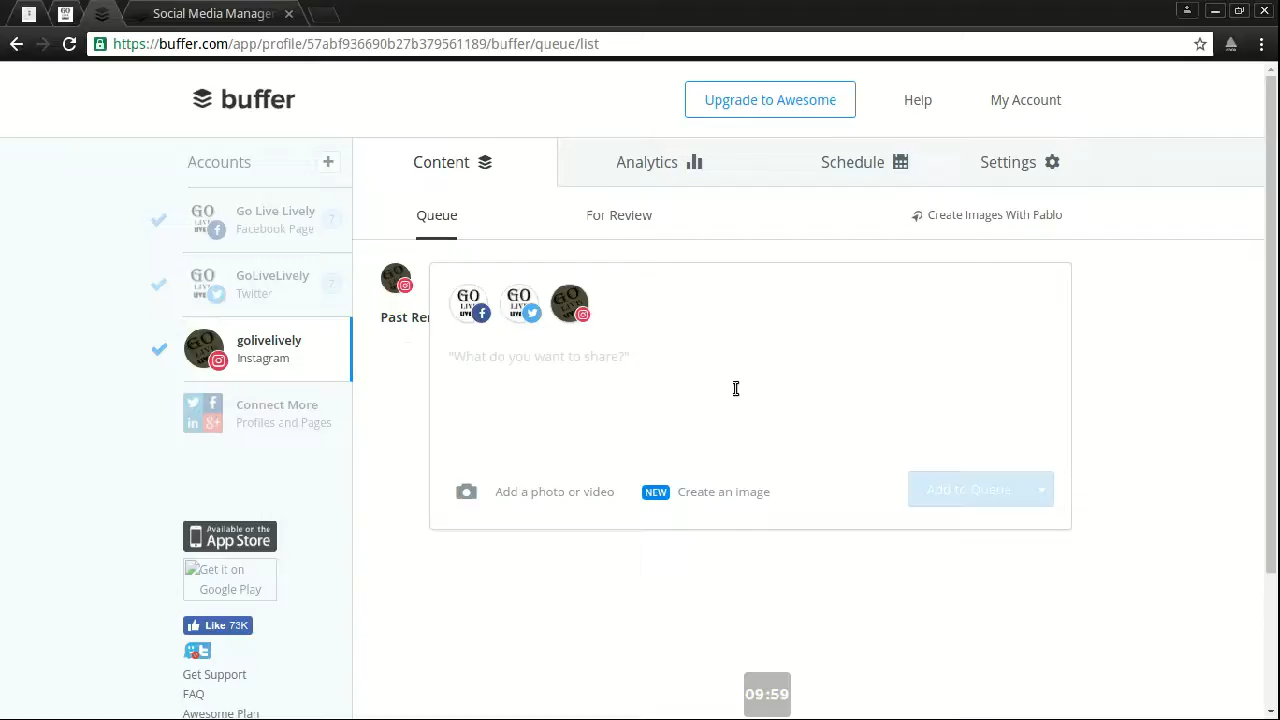 Social Media Manager
https://buffer.com/app/profile/57abf936690b27b379561189/buffer/queue/list
buffer
Upgrade to Awesome
Help
My Account
Accounts
+
Content
Analytics
Schedule
Settings
Go Live Lively
Facebook Page
7
Queue
For Review
Create Images With Pablo
GoLiveLively
Twitter
7
Past Re
golivelively
Instagram
"What do you want to share?"
Connect More
Profiles and Pages
Add a photo or video
NEW
Create an image
Add to Queue
Available on the
App Store
Get it on
Google Play
Like 73K
Get Support
FAQ
Awesome Plan
09:59